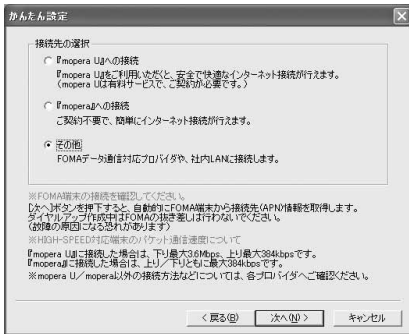 かんたん設定
接続先の選択
『mopera U』への接続
『mopera U』をご利用いただくと、安全で快適なインターネット接続が行えます。
（mopera Uは有料サービスで、ご契約が必要です。）
『mopera』への接続
ご契約不要で、簡単にインターネット接続が行えます。
その他
FOMAデータ通信対応プロバイダや、社内LANに接続します。
※FOMA端末の接続を確認してください。
［次へ］ボタンを押下すると、自動的にFOMA端末から接続先(APN)情報を取得します。
ダイヤルアップ作成中はFOMAの抜き差しは行わないでください。
(故障の原因になる恐れがあります)
※HIGH-SPEED対応端末のパケット通信速度について
『mopera U』に接続した場合は、下り最大3.6Mbps、上り最大384kbpsです。
『mopera』に接続した場合は、上り／下りともに最大384kbpsです。
※mopera U／mopera以外の接続方法などについては、各プロバイダへご確認ください。
< 戻る(B)
次へ(N) >
キャンセル